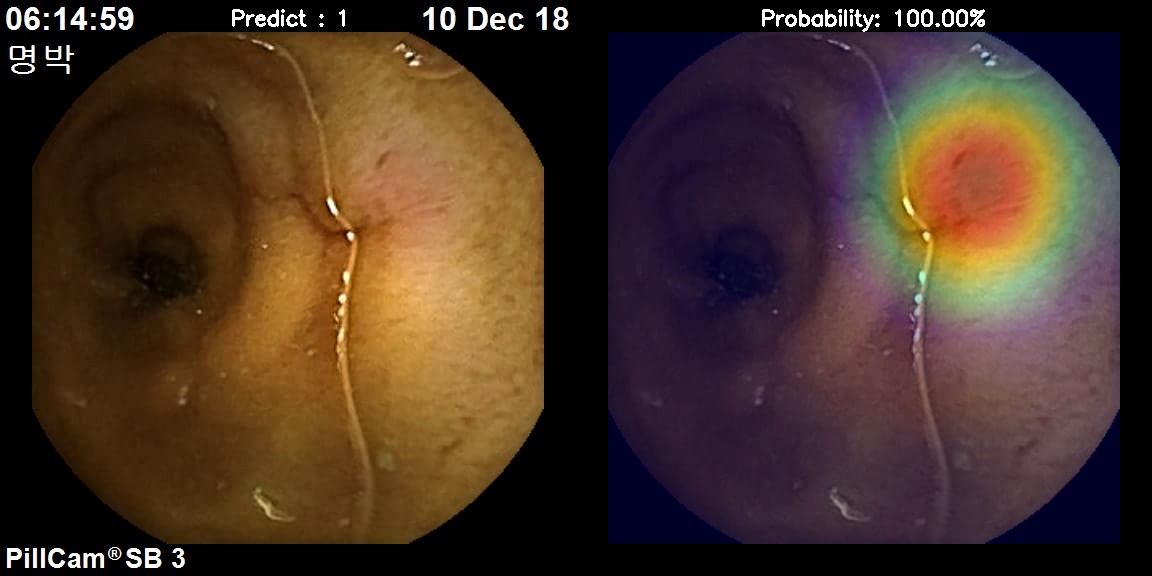 06:14:59
Predict : 1
10 Dec 18
Probability: 100.00%
명박
PillCam® SB 3